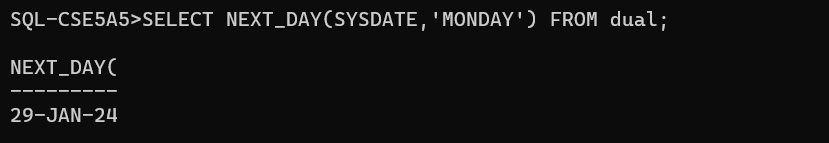 SQL-CSE5A5>SELECT NEXT_DAY(SYSDATE,'MONDAY') FROM dual;
NEXT_DAY(
---------
29-JAN-24